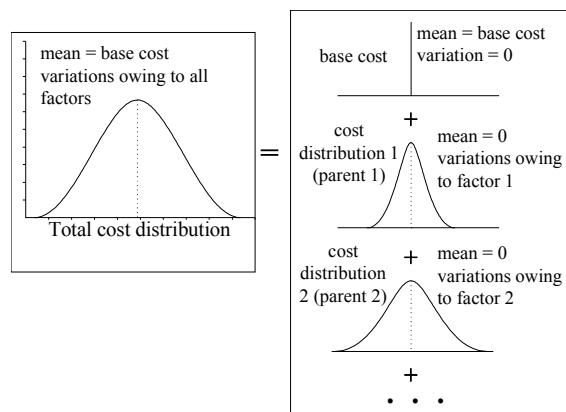 mean = base cost
variations owing to all
factors
Total cost distribution
=
base cost
mean = base cost
variation = 0
+
cost
distribution 1
(parent 1)
mean = 0
variations owing
to factor 1
+
cost
distribution
2 (parent 2)
mean = 0
variations owing
to factor 2
+
• • •